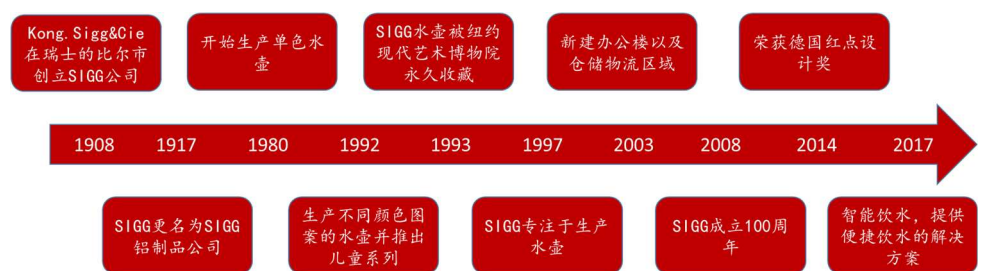 Kong.Sigg&Cie
在瑞士的比尔市
创立SIGG公司
开始生产单色水
壶
SIGG水壶被纽约
现代艺术博物院
永久收藏
新建办公楼以及
仓储物流区域
荣获德国红点设
计奖
1908 1917 1980 1992 1993 1997 2003 2008 2014 2017
SIGG更名为SIGG
铝制品公司
生产不同颜色图
案的水壶并推出
儿童系列
SIGG专注于生产
水壶
SIGG成立100周
年
智能饮水，提供
便捷饮水的解决
方案